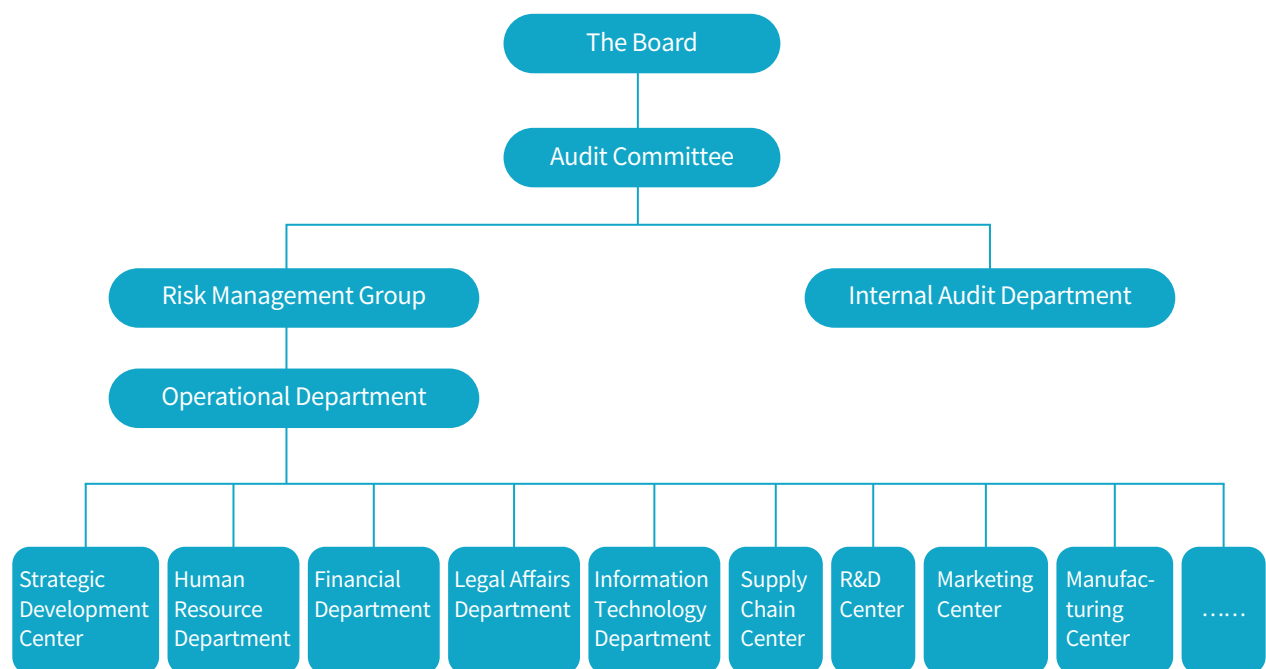 The Board
Audit Committee
Risk Management Group
Internal Audit Department
Operational Department
Strategic
Development
Center
Human
Resource
Department
Financial
Department
Legal Affairs
Department
Information
Technology
Department
Supply
Chain
Center
R&D
Center
Marketing
Center
Manufac-
turing
Center
……